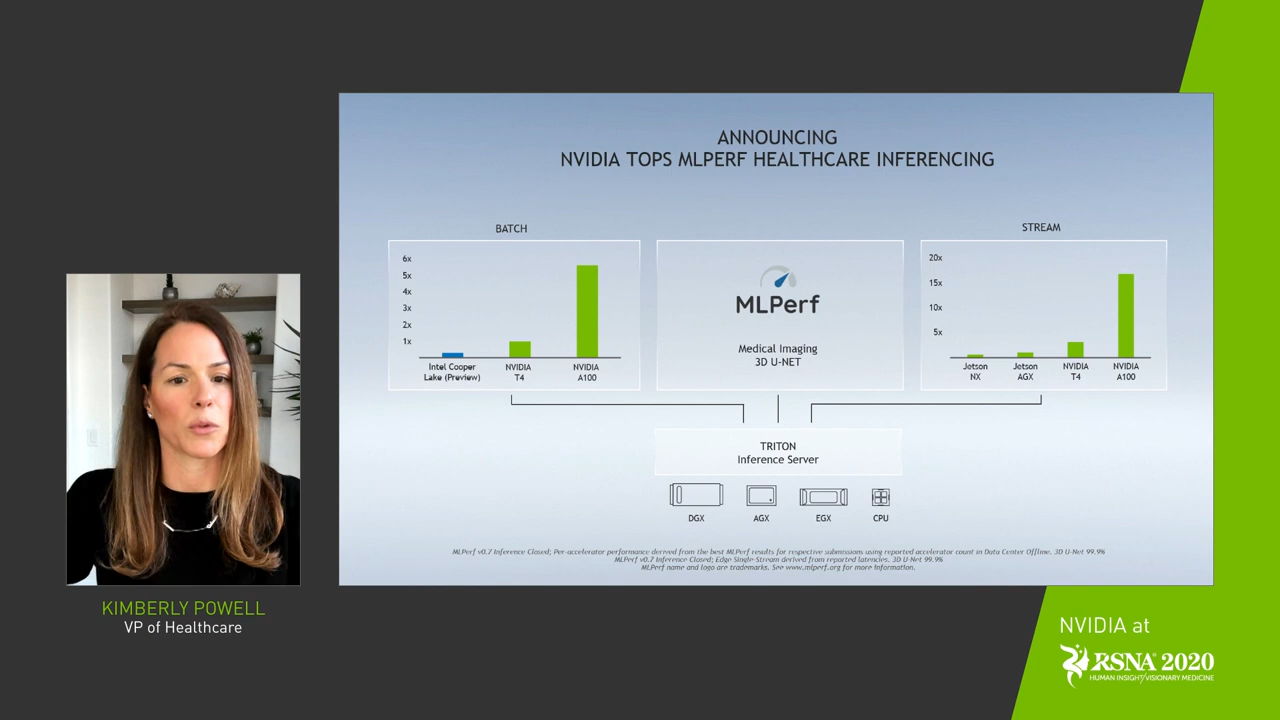 ANNOUNCING
NVIDIA TOPS MLPERF HEALTHCARE INFERENCING
BATCH
6x
5x
4x
3x
2x
1x
Intel Cooper
Lake (Preview)
NVIDIA
T4
NVIDIA
A100
MLPerf
Medical Imaging
3D U-NET
STREAM
20x
15x
10x
5x
Jetson
NX
Jetson
AGX
NVIDIA
T4
NVIDIA
A100
TRITON
Inference Server
DGX
AGX
EGX
CPU
MLPerf v0.7 Inference Closed; Per-accelerator performance derived from the best MLPerf results for respective submissions using reported accelerator count in Data Center Offline. 3D U-Net 99.9%
MLPerf v0.7 Inference Closed; Edge Single-Stream derived from reported latencies. 3D U-Net 99.9%
MLPerf name and logo are trademarks. See www.mlperf.org for more information.
KIMBERLY POWELL
VP of Healthcare
NVIDIA at
RSNA® 2020
HUMAN INSIGHT/VISIONARY MEDICINE